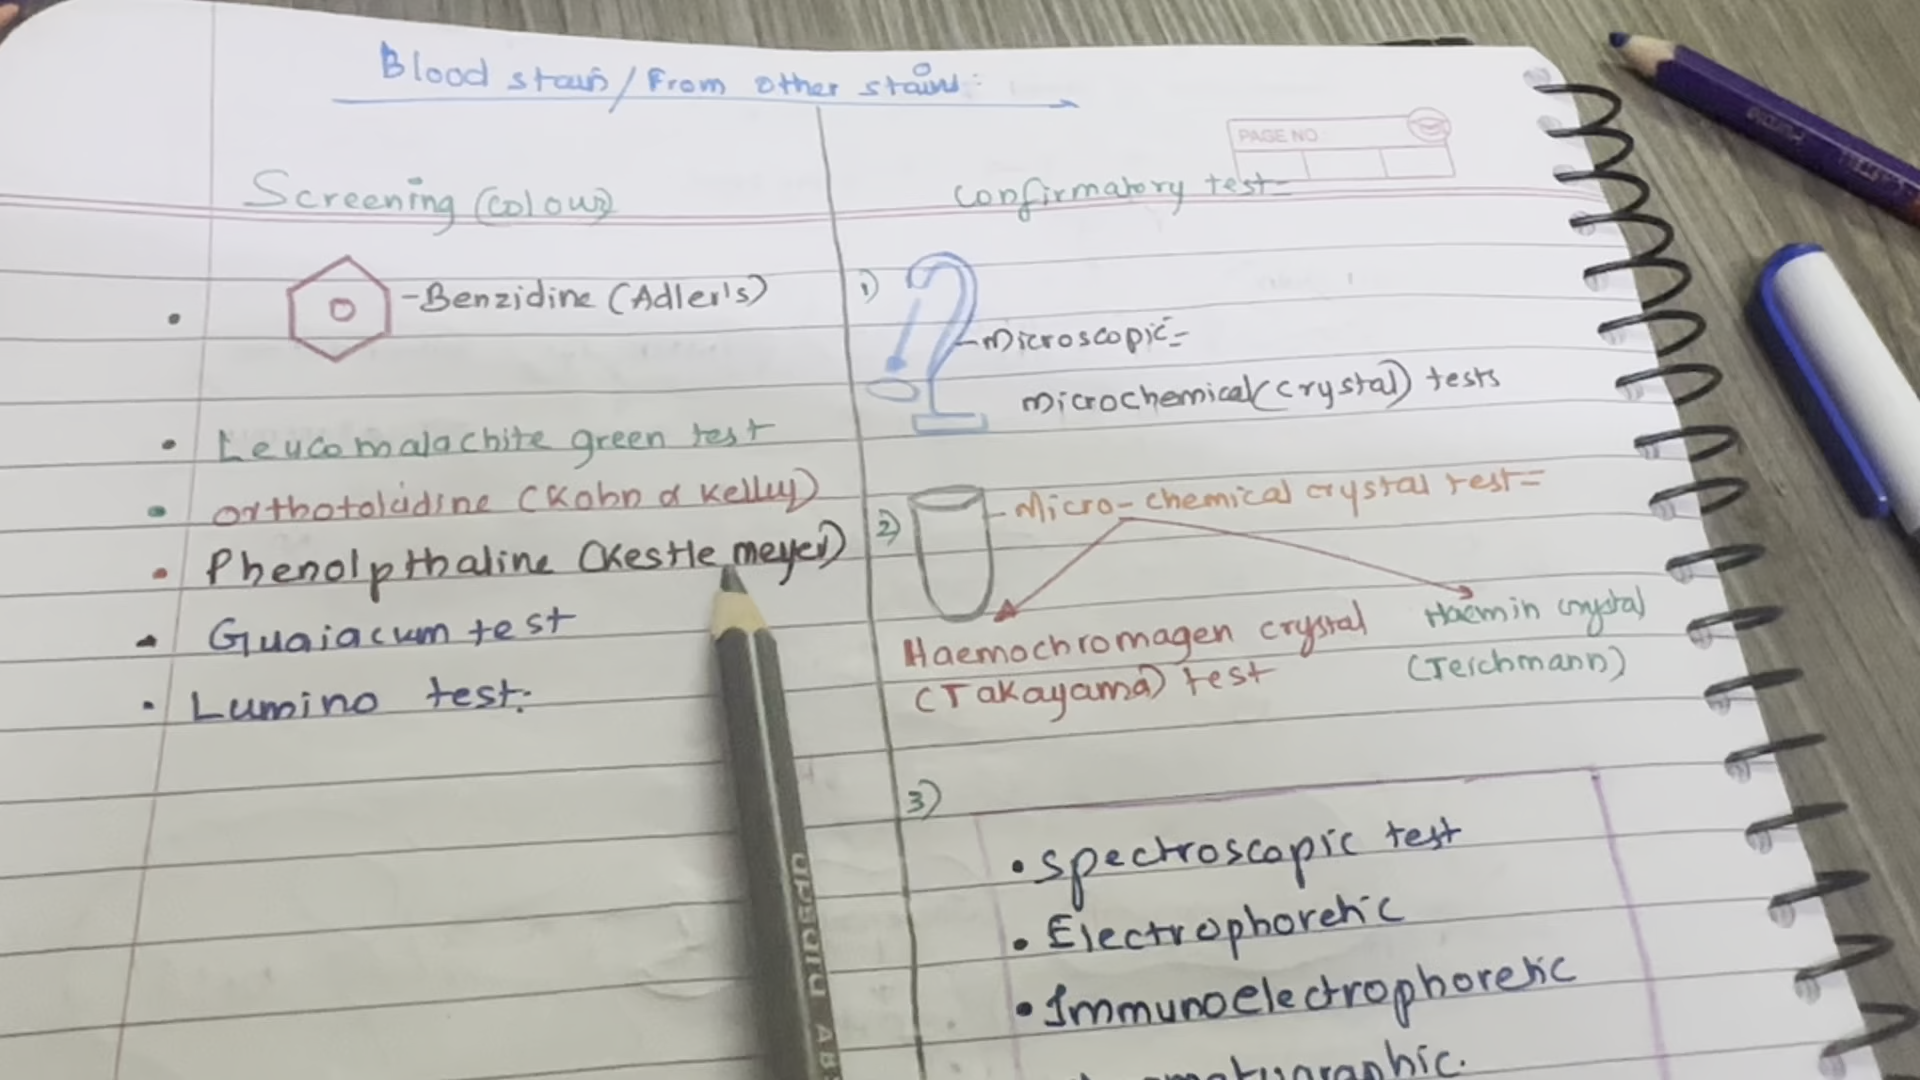 Blood stain/From other stains:
PAGE NO.
Screening (colour)
- Benzidine (Adler's)
• Leucomalachite green test
• Orthotoludine (Kohn & Kelly)
• Phenolpthaline (Kestle meyer)
• Guaiacum test
• Lumino test:
Confirmatory test-
1)
-Microscopic=
Microchemical (crystal) tests
2)
- Micro-chemical crystal test=
Haemochromagen crystal
(Takayama) test
Haemin crystal
(Teichmann)
3)
• Spectroscopic test
• Electrophoretic
• Immunoelectrophoretic